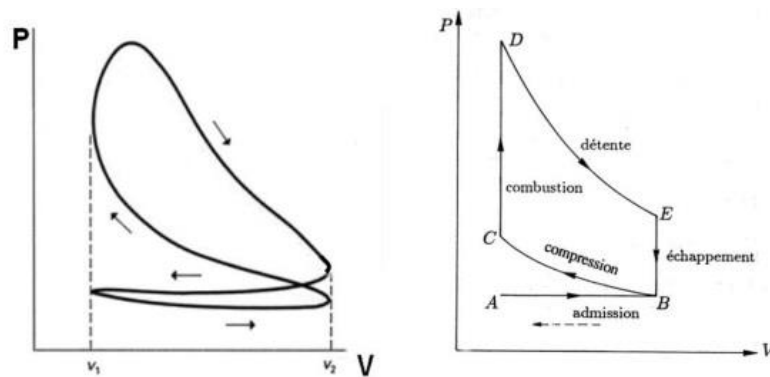 P
v₁
v₂
V
P
D
détente
combustion
E
C
compression
échappement
A
B
admission
V